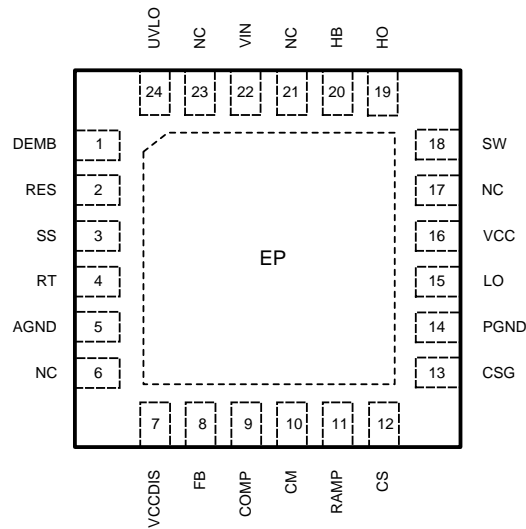 UVLO NC VIN NC HB HO
24 23 22 21 20 19
DEMB 1 18 SW
RES 2 17 NC
SS 3 16 VCC
EP
RT 4 15 LO
AGND 5 14 PGND
NC 6 13 CSG
7 8 9 10 11 12
VCCDIS FB COMP CM RAMP CS